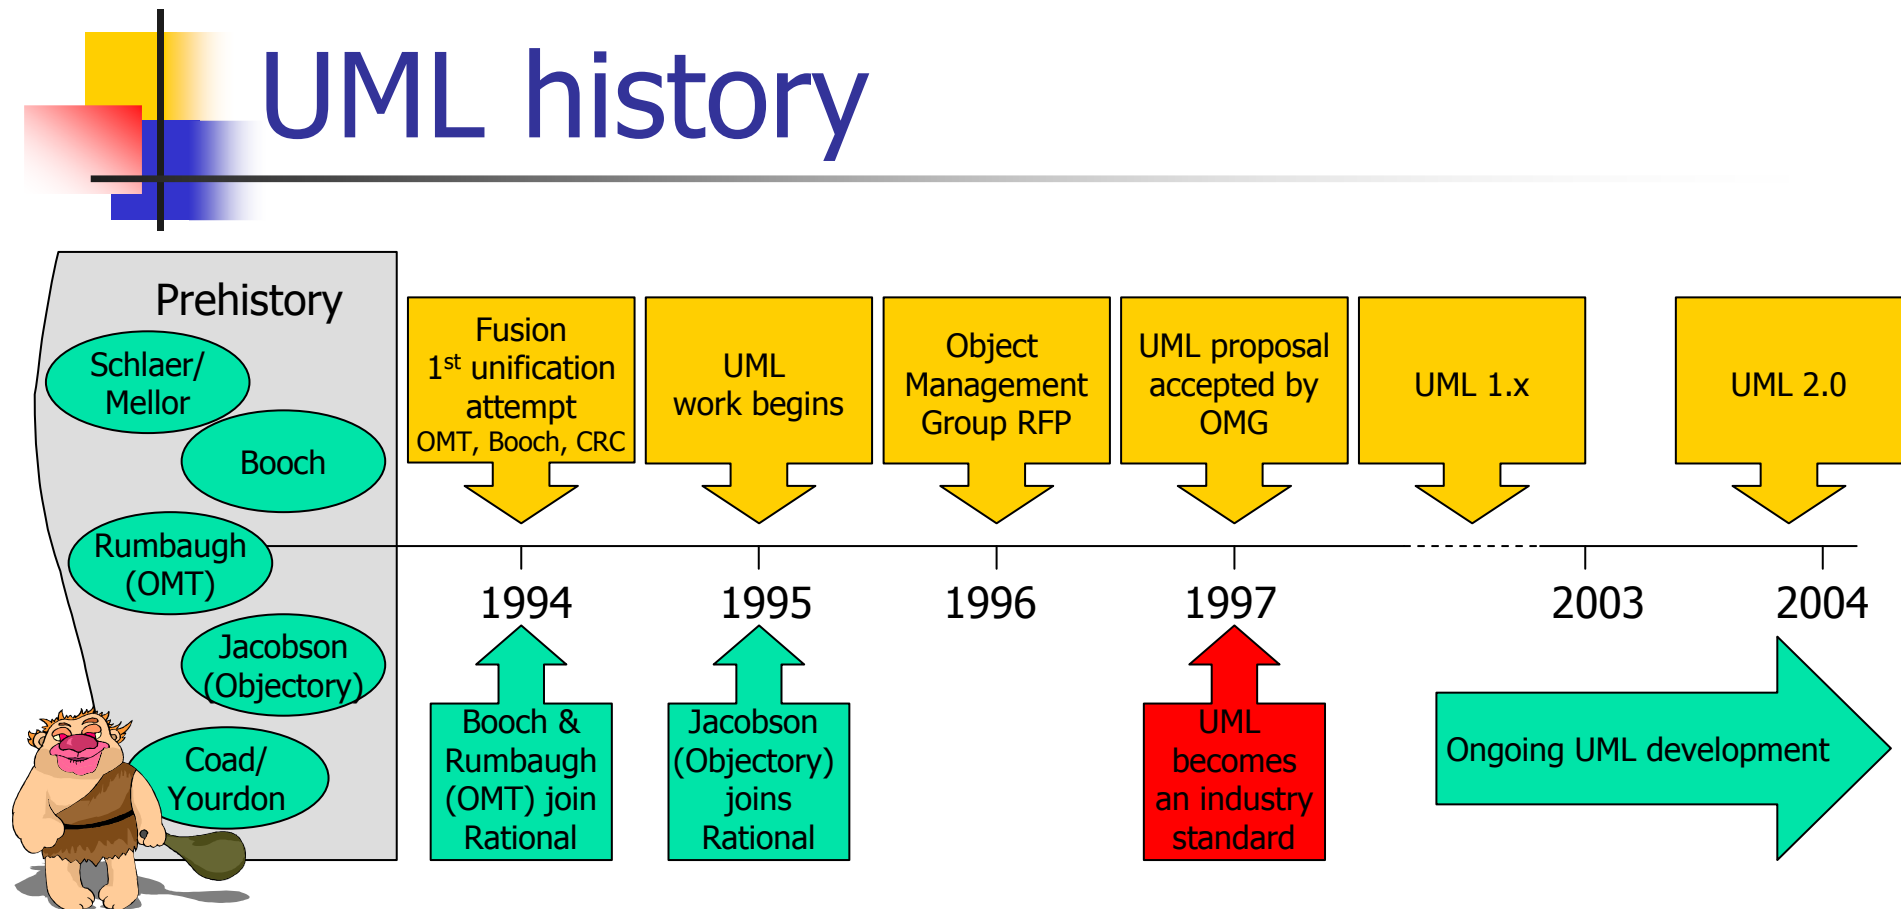 UML history
Prehistory
Schlaer/
Mellor
Booch
Rumbaugh
(OMT)
Jacobson
(Objectory)
Coad/
Yourdon
Fusion
1st unification
attempt
OMT, Booch, CRC
UML
work begins
Object
Management
Group RFP
UML proposal
accepted by
OMG
UML 1.x
UML 2.0
1994
1995
1996
1997
2003
2004
Booch &
Rumbaugh
(OMT) join
Rational
Jacobson
(Objectory)
joins
Rational
UML
becomes
an industry
standard
Ongoing UML development